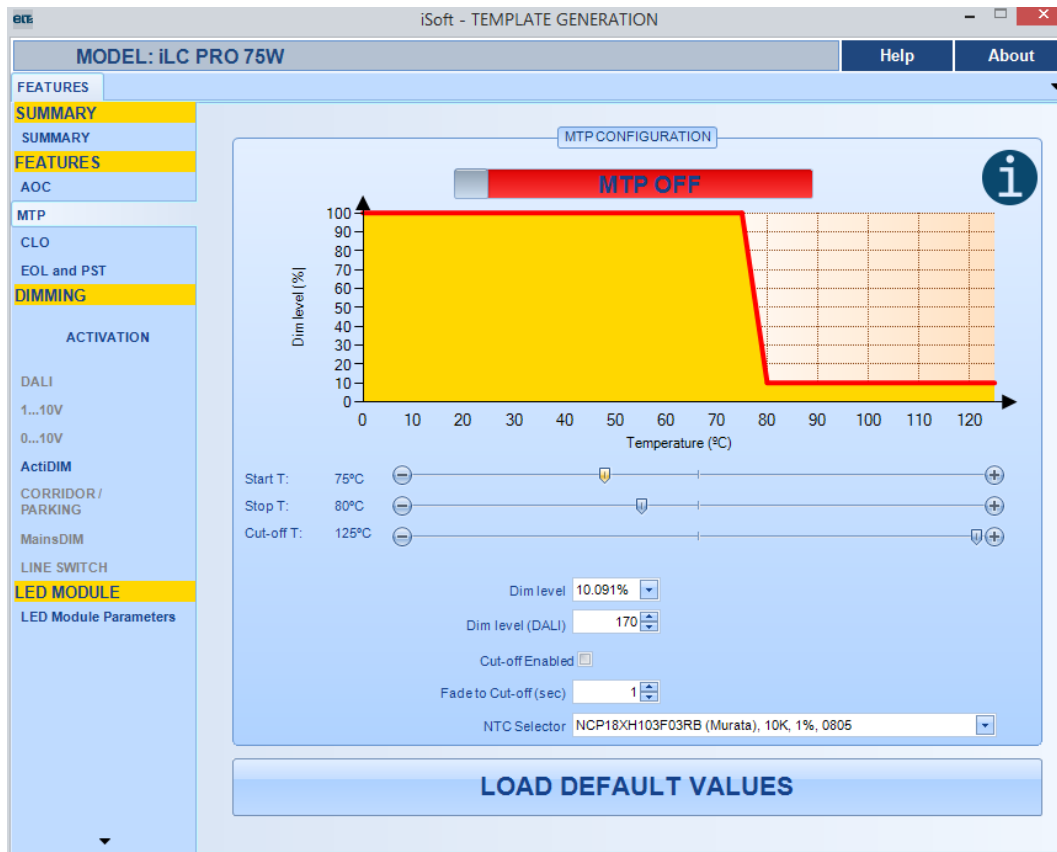 ELT
iSoft - TEMPLATE GENERATION
MODEL: iLC PRO 75W
Help
About
FEATURES
SUMMARY
SUMMARY
FEATURES
AOC
MTP
CLO
EOL and PST
DIMMING
ACTIVATION
DALI
1...10V
0...10V
ActiDIM
CORRIDOR /
PARKING
MainsDIM
LINE SWITCH
LED MODULE
LED Module Parameters
MTP CONFIGURATION
MTP OFF
i
Dim level (%)
100
90
80
70
60
50
40
30
20
10
0
0 10 20 30 40 50 60 70 80 90 100 110 120
Temperature (ºC)
Start T: 75ºC
Stop T: 80ºC
Cut-off T: 125ºC
Dim level 10.091%
Dim level (DALI) 170
Cut-off Enabled
Fade to Cut-off (sec) 1
NTC Selector NCP18XH103F03RB (Murata), 10K, 1%, 0805
LOAD DEFAULT VALUES